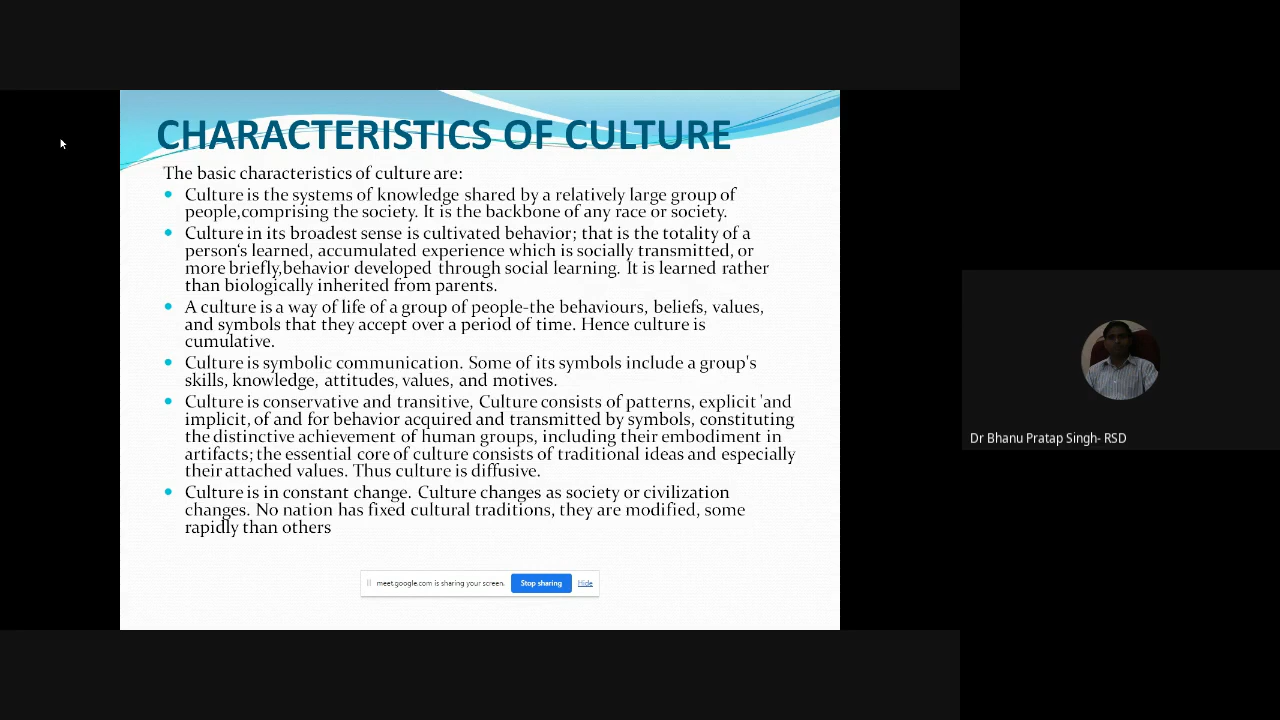 CHARACTERISTICS OF CULTURE
The basic characteristics of culture are:
Culture is the systems of knowledge shared by a relatively large group of
people,comprising the society. It is the backbone of any race or society.
Culture in its broadest sense is cultivated behavior; that is the totality of a
person's learned, accumulated experience which is socially transmitted, or
more briefly,behavior developed through social learning. It is learned rather
than biologically inherited from parents.
A culture is a way of life of a group of people-the behaviours, beliefs, values,
and symbols that they accept over a period of time. Hence culture is
cumulative.
Culture is symbolic communication. Some of its symbols include a group's
skills, knowledge, attitudes, values, and motives.
Culture is conservative and transitive, Culture consists of patterns, explicit 'and
implicit, of and for behavior acquired and transmitted by symbols, constituting
the distinctive achievement of human groups, including their embodiment in
artifacts; the essential core of culture consists of traditional ideas and especially
their attached values. Thus culture is diffusive.
Culture is in constant change. Culture changes as society or civilization
changes. No nation has fixed cultural traditions, they are modified, some
rapidly than others
meet.google.com is sharing your screen. Stop sharing Hide
Dr Bhanu Pratap Singh- RSD